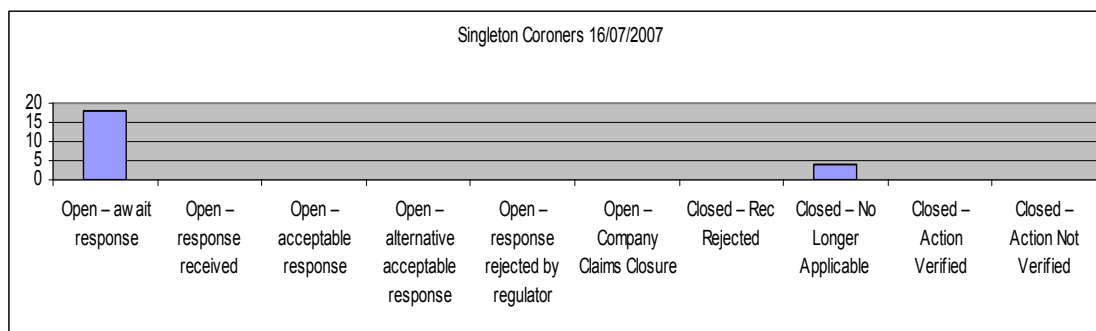 Singleton Coroners 16/07/2007
20
15
10
5
0
Open – await
response
Open –
response
received
Open –
acceptable
response
Open –
alternative
acceptable
response
Open –
response
rejected by
regulator
Open –
Company
Claims Closure
Closed – Rec
Rejected
Closed – No
Longer
Applicable
Closed –
Action
Verified
Closed –
Action Not
Verified